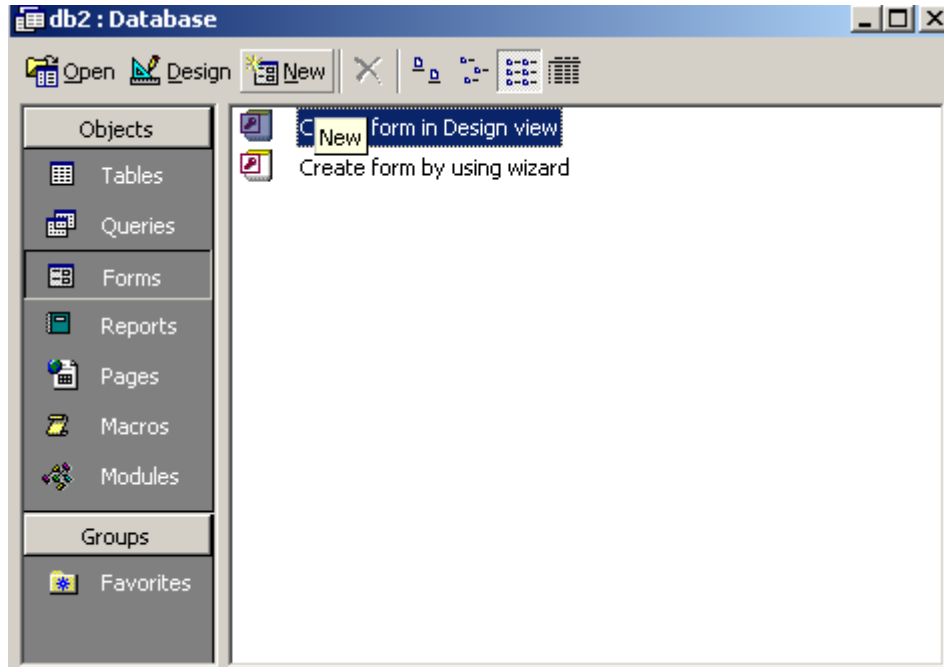 db2 : Database
Open Design New
Objects
Tables
Queries
Forms
Reports
Pages
Macros
Modules
Groups
Favorites
C New form in Design view
Create form by using wizard